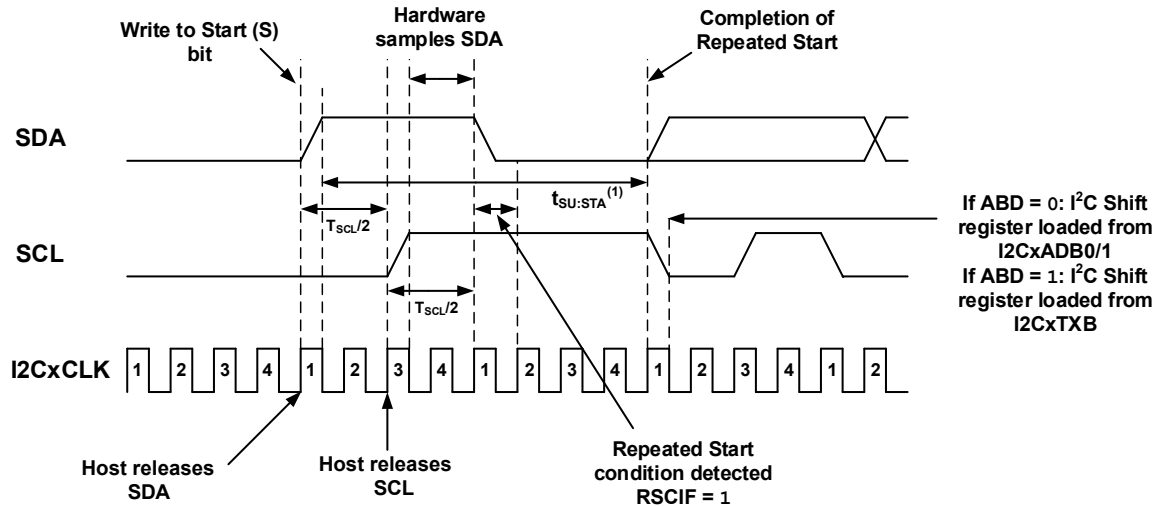 Write to Start (S)
bit
Hardware
samples SDA
Completion of
Repeated Start
SDA
tSU:STA(1)
TSCL/2
If ABD = 0: I2C Shift
register loaded from
I2CxADB0/1
If ABD = 1: I2C Shift
register loaded from
I2CxTXB
SCL
TSCL/2
I2CxCLK
1 2 3 4 1 2 3 4 1 2 3 4 1 2 3 4 1 2
Host releases
SDA
Host releases
SCL
Repeated Start
condition detected
RSCIF = 1